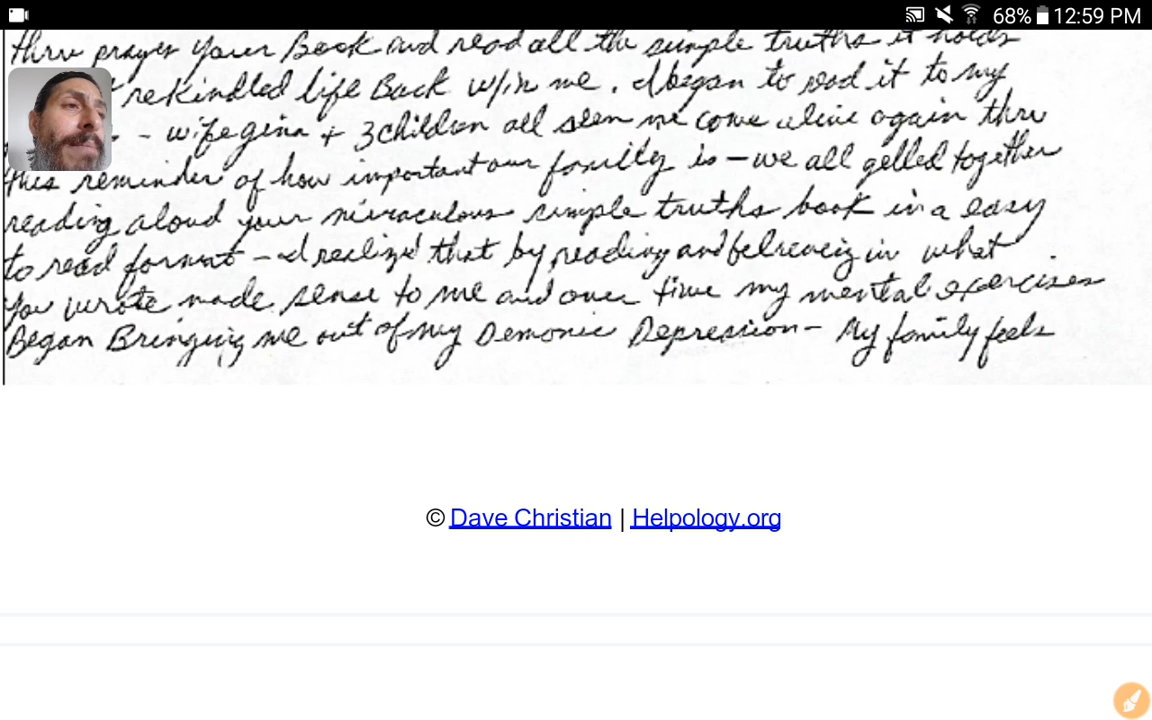 68% 12:59 PM
thru prayer your Book and read all the simple truths it holds
rekindled life Back w/in me. I began to read it to my
- wife gina + 3 children all seen me come alive again thru
this reminder of how important our family is - we all gelled together
reading aloud your miraculous simple truths book in a easy
to read format - I realized that by reading and belreveing in what
you wrote made sense to me and over time my mental exercises
Began Bringing me out of my Demonic Depression - My family feels
© Dave Christian | Helpology.org